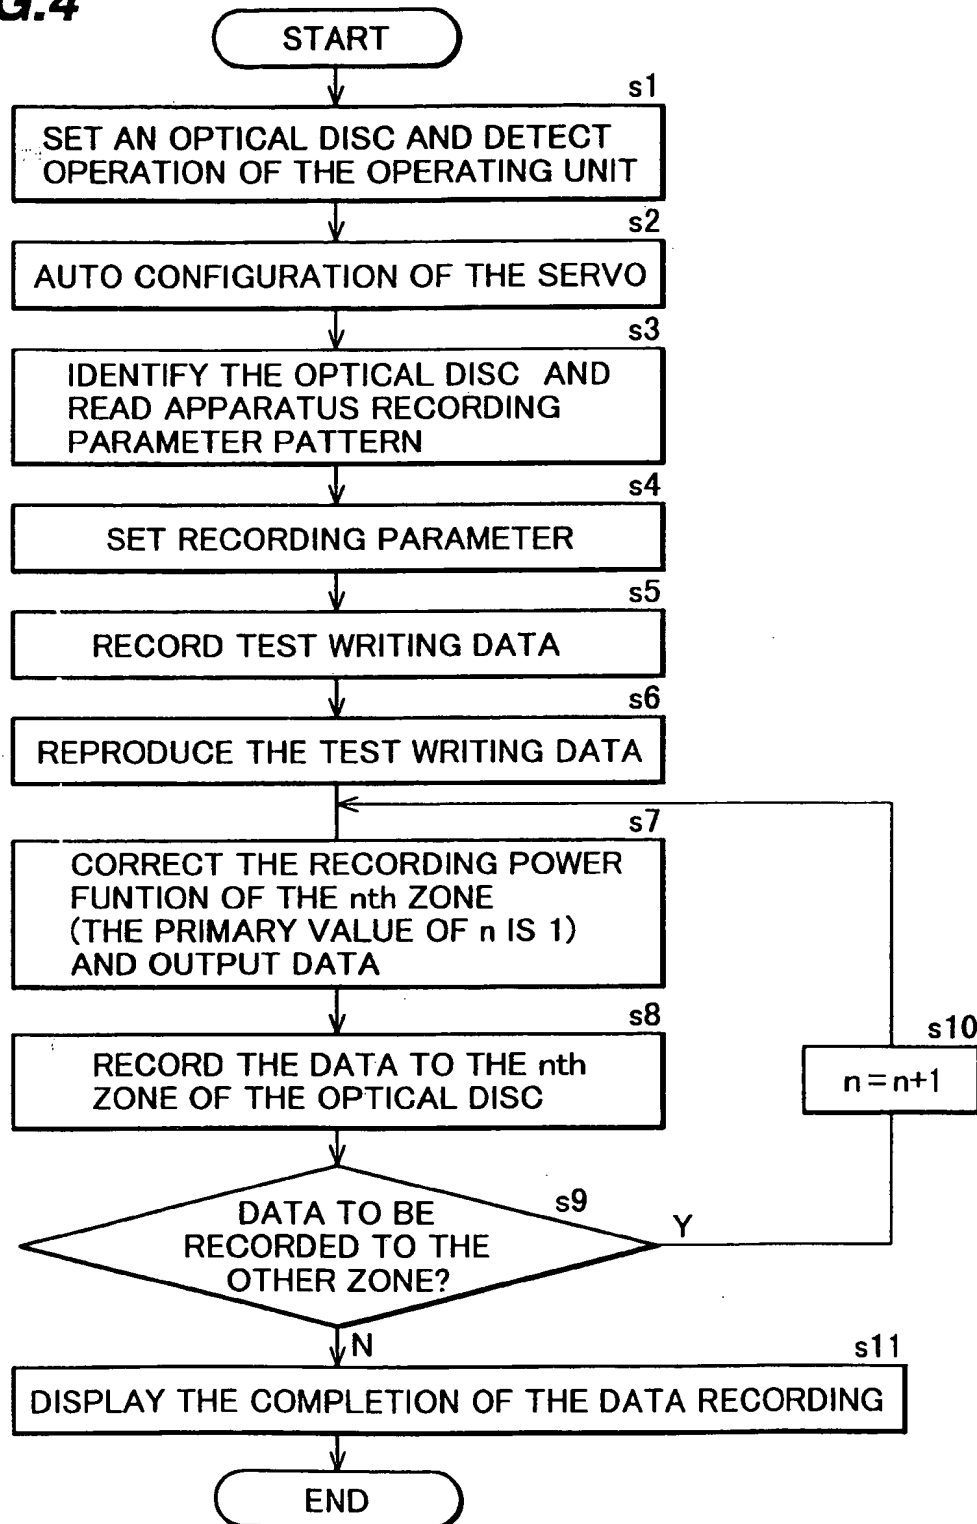 G.4
START
s1
SET AN OPTICAL DISC AND DETECT
OPERATION OF THE OPERATING UNIT
s2
AUTO CONFIGURATION OF THE SERVO
s3
IDENTIFY THE OPTICAL DISC AND
READ APPARATUS RECORDING
PARAMETER PATTERN
s4
SET RECORDING PARAMETER
s5
RECORD TEST WRITING DATA
s6
REPRODUCE THE TEST WRITING DATA
s7
CORRECT THE RECORDING POWER
FUNTION OF THE nth ZONE
(THE PRIMARY VALUE OF n IS 1)
AND OUTPUT DATA
s8
RECORD THE DATA TO THE nth
ZONE OF THE OPTICAL DISC
s10
n=n+1
s9
DATA TO BE
RECORDED TO THE
OTHER ZONE?
Y
N
s11
DISPLAY THE COMPLETION OF THE DATA RECORDING
END